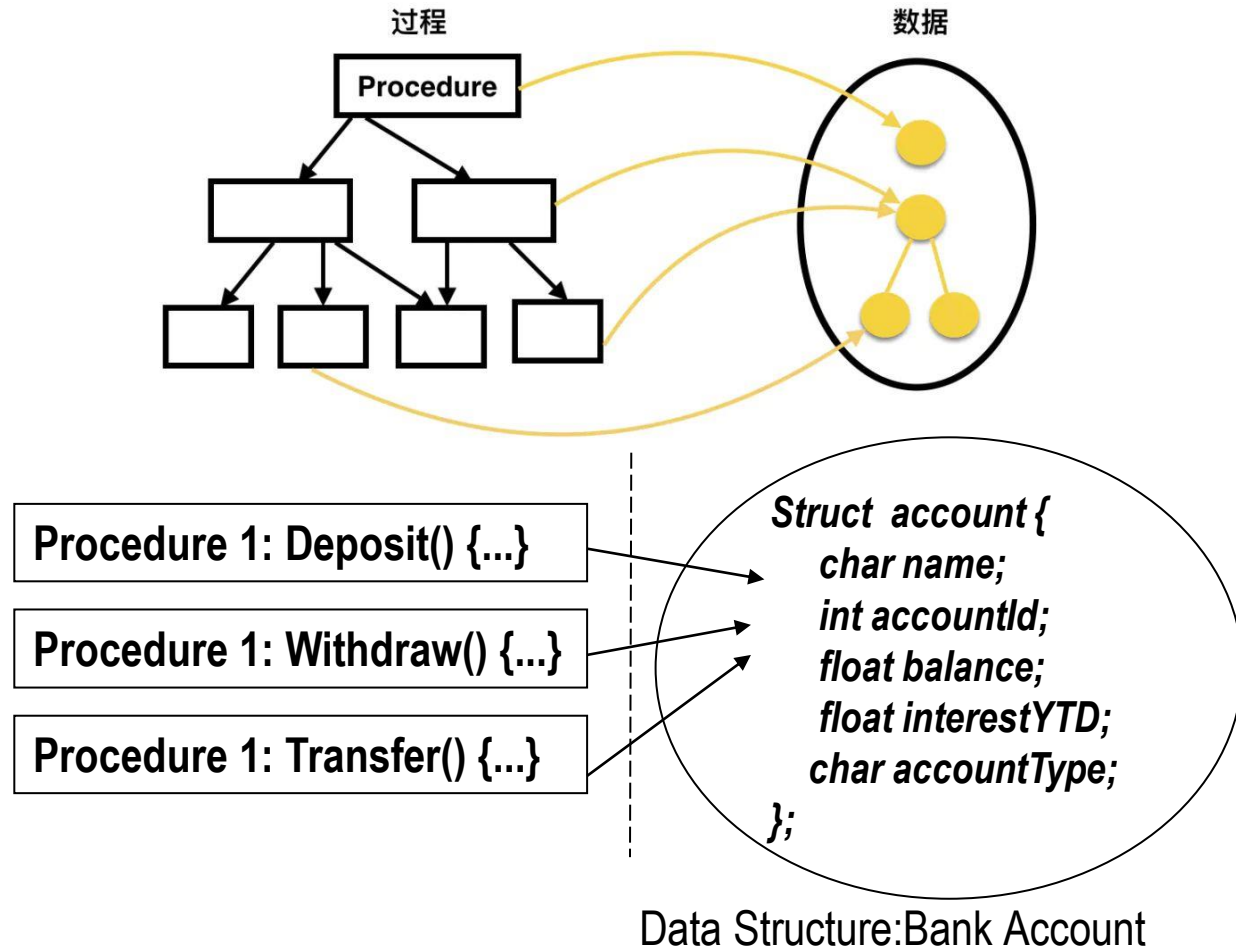 过程
数据
Procedure
Procedure 1: Deposit() {...}
Procedure 1: Withdraw() {...}
Procedure 1: Transfer() {...}
Struct account {
char name;
int accountId;
float balance;
float interestYTD;
char accountType;
};
Data Structure:Bank Account